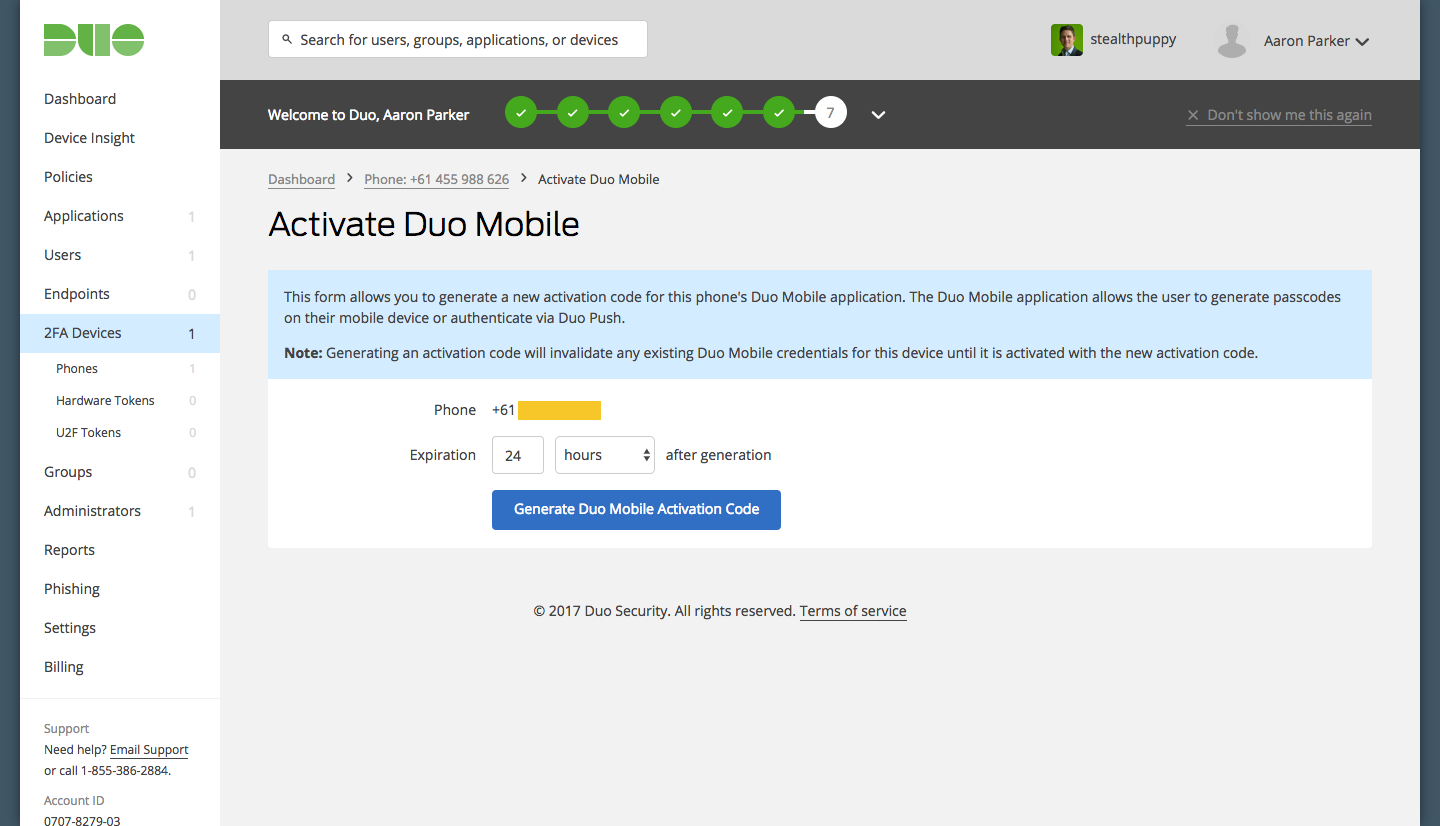 DUO
Search for users, groups, applications, or devices
stealthpuppy
Aaron Parker
Welcome to Duo, Aaron Parker
7
Don't show me this again
Dashboard
Device Insight
Policies
Applications 1
Users 1
Endpoints 0
2FA Devices 1
Phones 1
Hardware Tokens 0
U2F Tokens 0
Groups 0
Administrators 1
Reports
Phishing
Settings
Billing
Support
Need help? Email Support
or call 1-855-386-2884.
Account ID
0707-8279-03
Dashboard Phone: +61 455 988 626 Activate Duo Mobile
Activate Duo Mobile
This form allows you to generate a new activation code for this phone's Duo Mobile application. The Duo Mobile application allows the user to generate passcodes
on their mobile device or authenticate via Duo Push.
Note: Generating an activation code will invalidate any existing Duo Mobile credentials for this device until it is activated with the new activation code.
Phone +61
Expiration 24 hours after generation
Generate Duo Mobile Activation Code
© 2017 Duo Security. All rights reserved. Terms of service